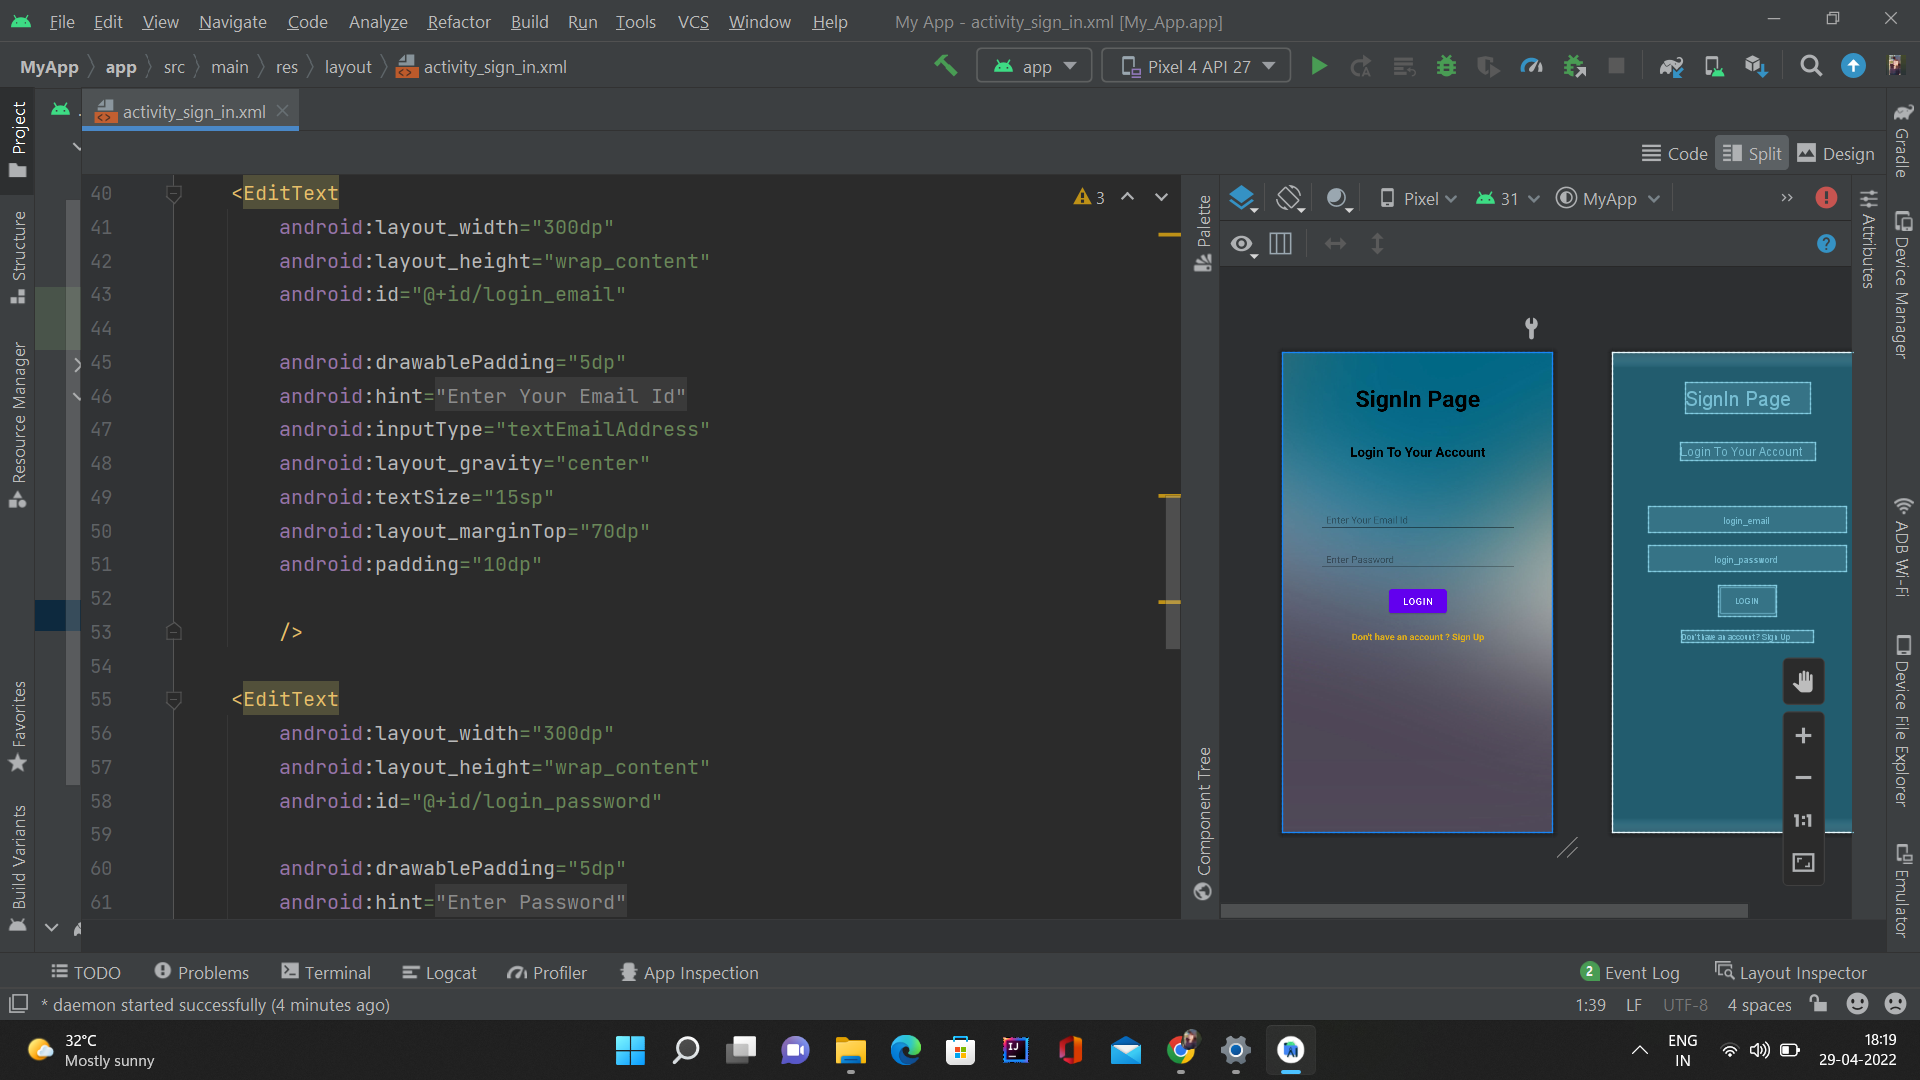 File Edit View Navigate Code Analyze Refactor Build Run Tools VCS Window Help My App - activity_sign_in.xml [My_App.app]
MyApp app src main res layout activity_sign_in.xml app Pixel 4 API 27
activity_sign_in.xml
Code Split Design
Project
Structure
Resource Manager
Favorites
Build Variants
40 <EditText
41 android:layout_width="300dp"
42 android:layout_height="wrap_content"
43 android:id="@+id/login_email"
44
45 android:drawablePadding="5dp"
46 android:hint="Enter Your Email Id"
47 android:inputType="textEmailAddress"
48 android:layout_gravity="center"
49 android:textSize="15sp"
50 android:layout_marginTop="70dp"
51 android:padding="10dp"
52
53 />
54
55 <EditText
56 android:layout_width="300dp"
57 android:layout_height="wrap_content"
58 android:id="@+id/login_password"
59
60 android:drawablePadding="5dp"
61 android:hint="Enter Password"
3
Palette
Component Tree
Pixel 31 MyApp
SignIn Page
Login To Your Account
Enter Your Email Id
Enter Password
LOGIN
Don't have an account ? Sign Up
SignIn Page
Login To Your Account
login_email
login_password
LOGIN
Don't have an account? Sign Up
1:1
Attributes
Gradle
Device Manager
ADB Wi-Fi
Device File Explorer
Emulator
TODO Problems Terminal Logcat Profiler App Inspection 2 Event Log Layout Inspector
* daemon started successfully (4 minutes ago) 1:39 LF UTF-8 4 spaces
32°C
Mostly sunny
ENG
IN
18:19
29-04-2022